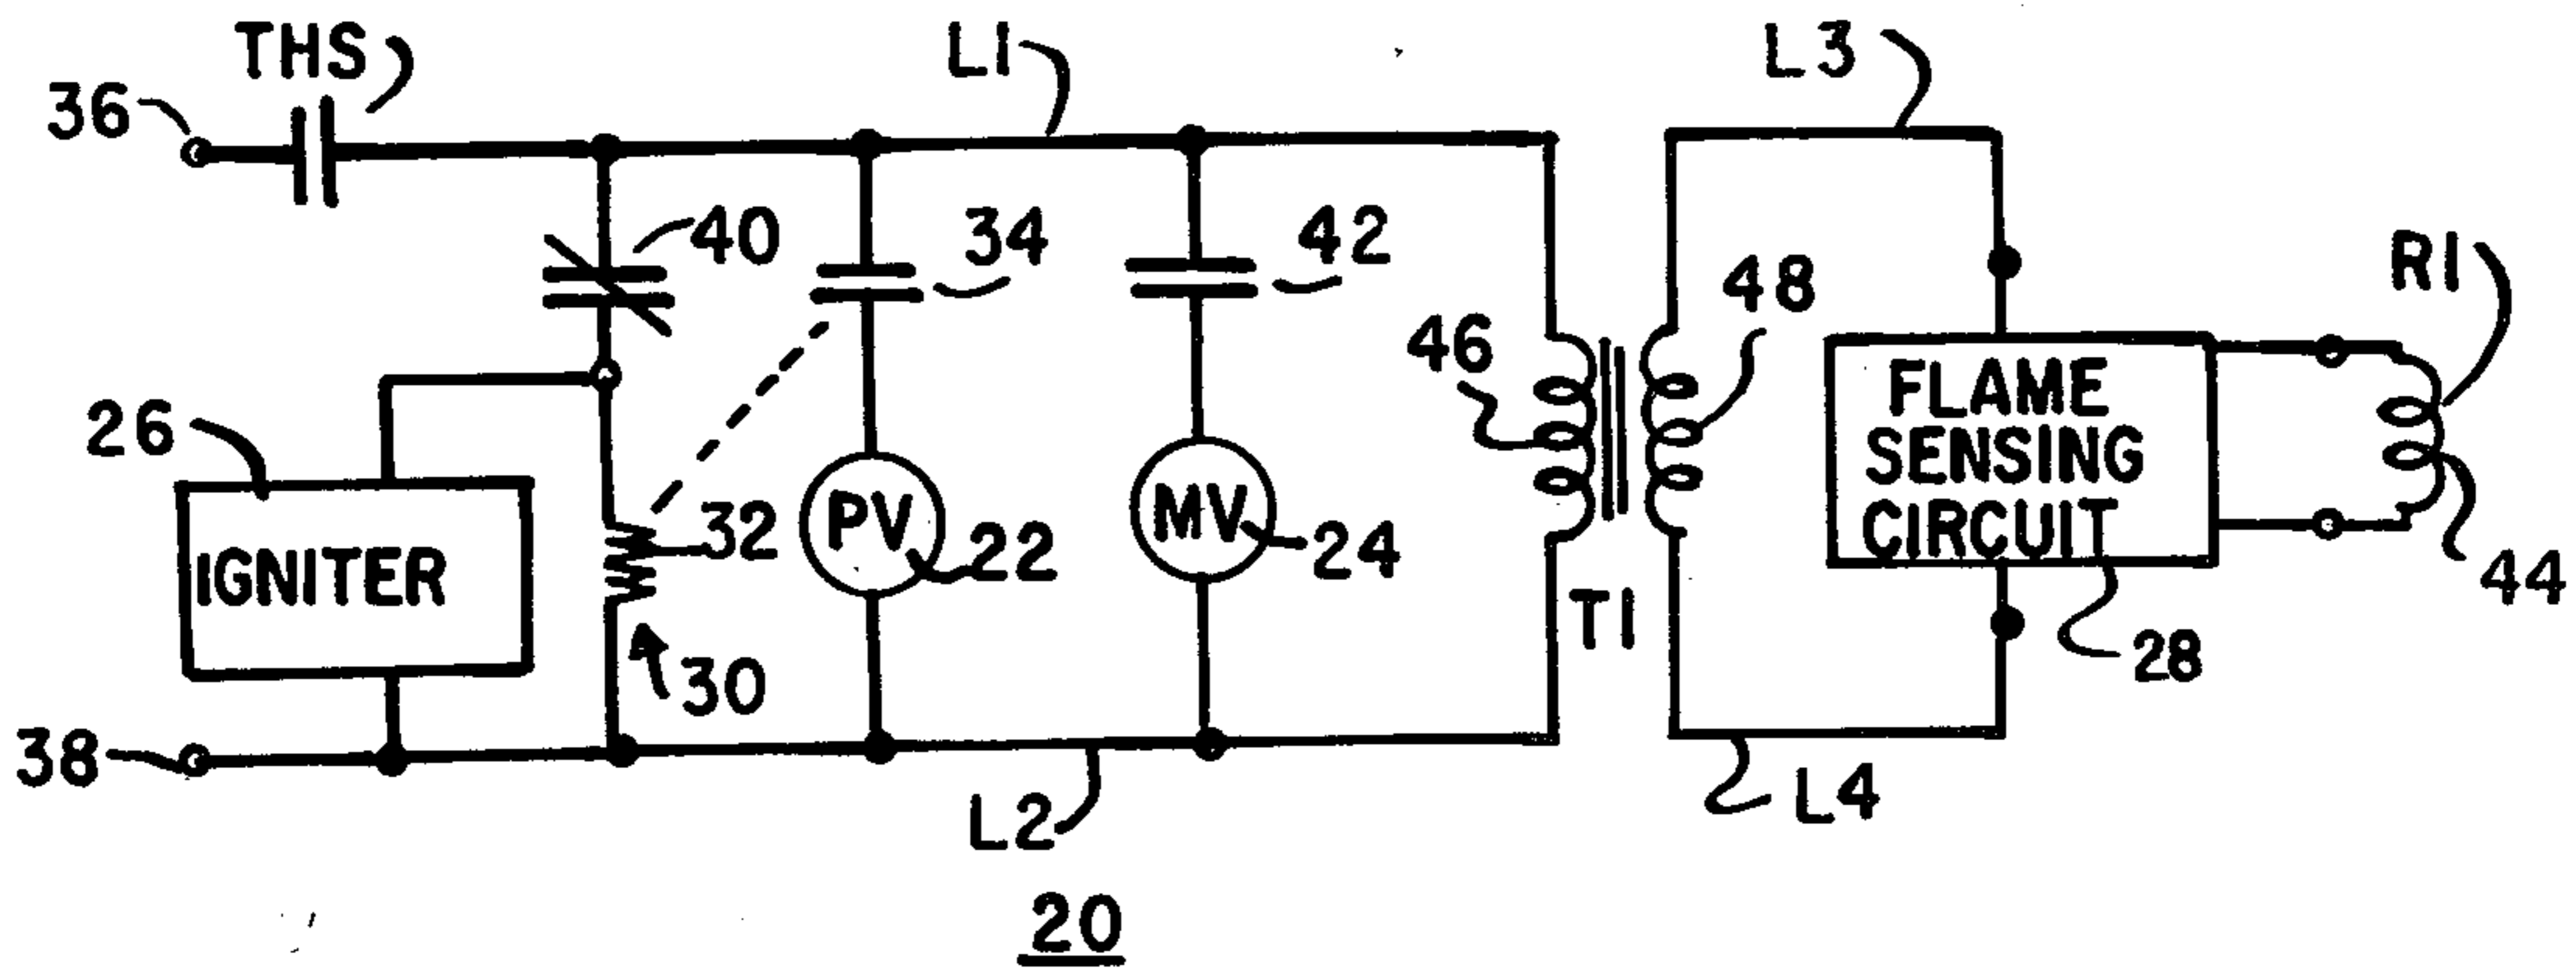 THS
L1
L3
36
40
34
42
R1
48
46
26
FLAME
SENSING
CIRCUIT
IGNITER
32
PV
22
MV
24
44
T1
30
28
38
L2
L4
20